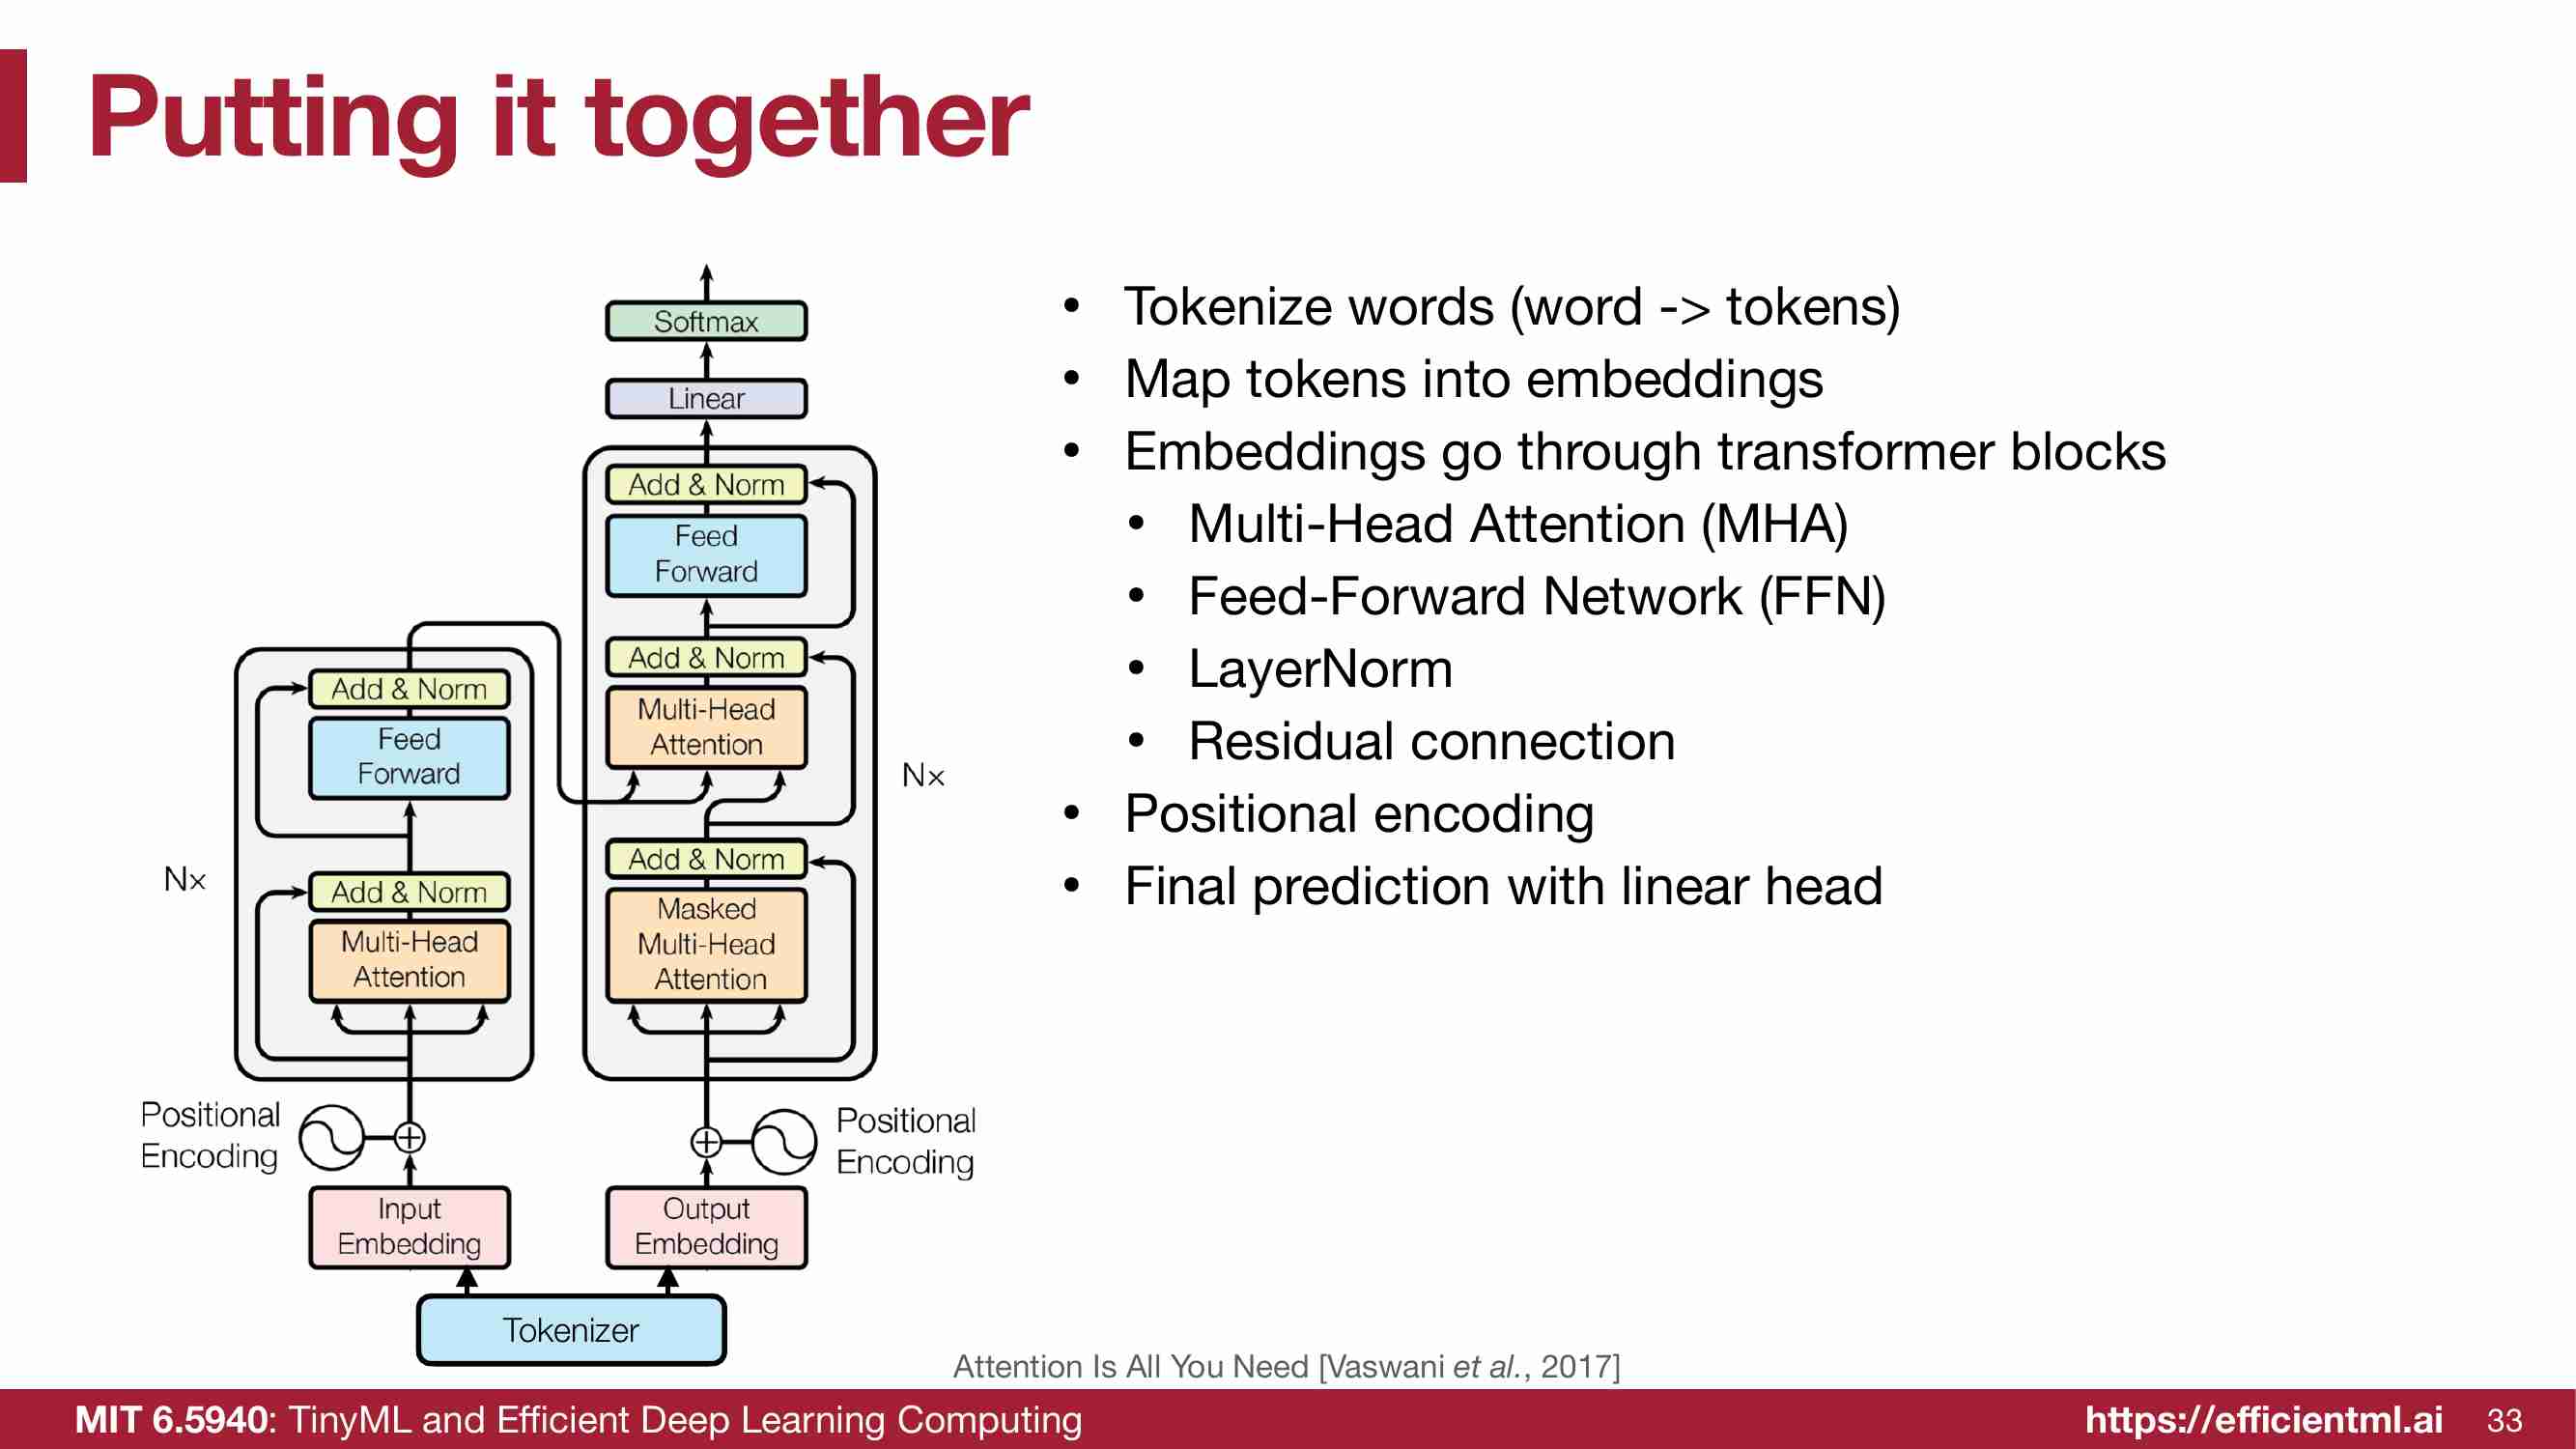 Putting it together
Softmax
Linear
Add & Norm
Feed
Forward
Add & Norm
Multi-Head
Attention
Add & Norm
Masked
Multi-Head
Attention
Nx
Add & Norm
Feed
Forward
Add & Norm
Multi-Head
Attention
Nx
Positional
Encoding
Positional
Encoding
Input
Embedding
Output
Embedding
Tokenizer
• Tokenize words (word -> tokens)
• Map tokens into embeddings
• Embeddings go through transformer blocks
• Multi-Head Attention (MHA)
• Feed-Forward Network (FFN)
• LayerNorm
• Residual connection
• Positional encoding
• Final prediction with linear head
Attention Is All You Need [Vaswani et al., 2017]
MIT 6.5940: TinyML and Efficient Deep Learning Computing
https://efficientml.ai 33